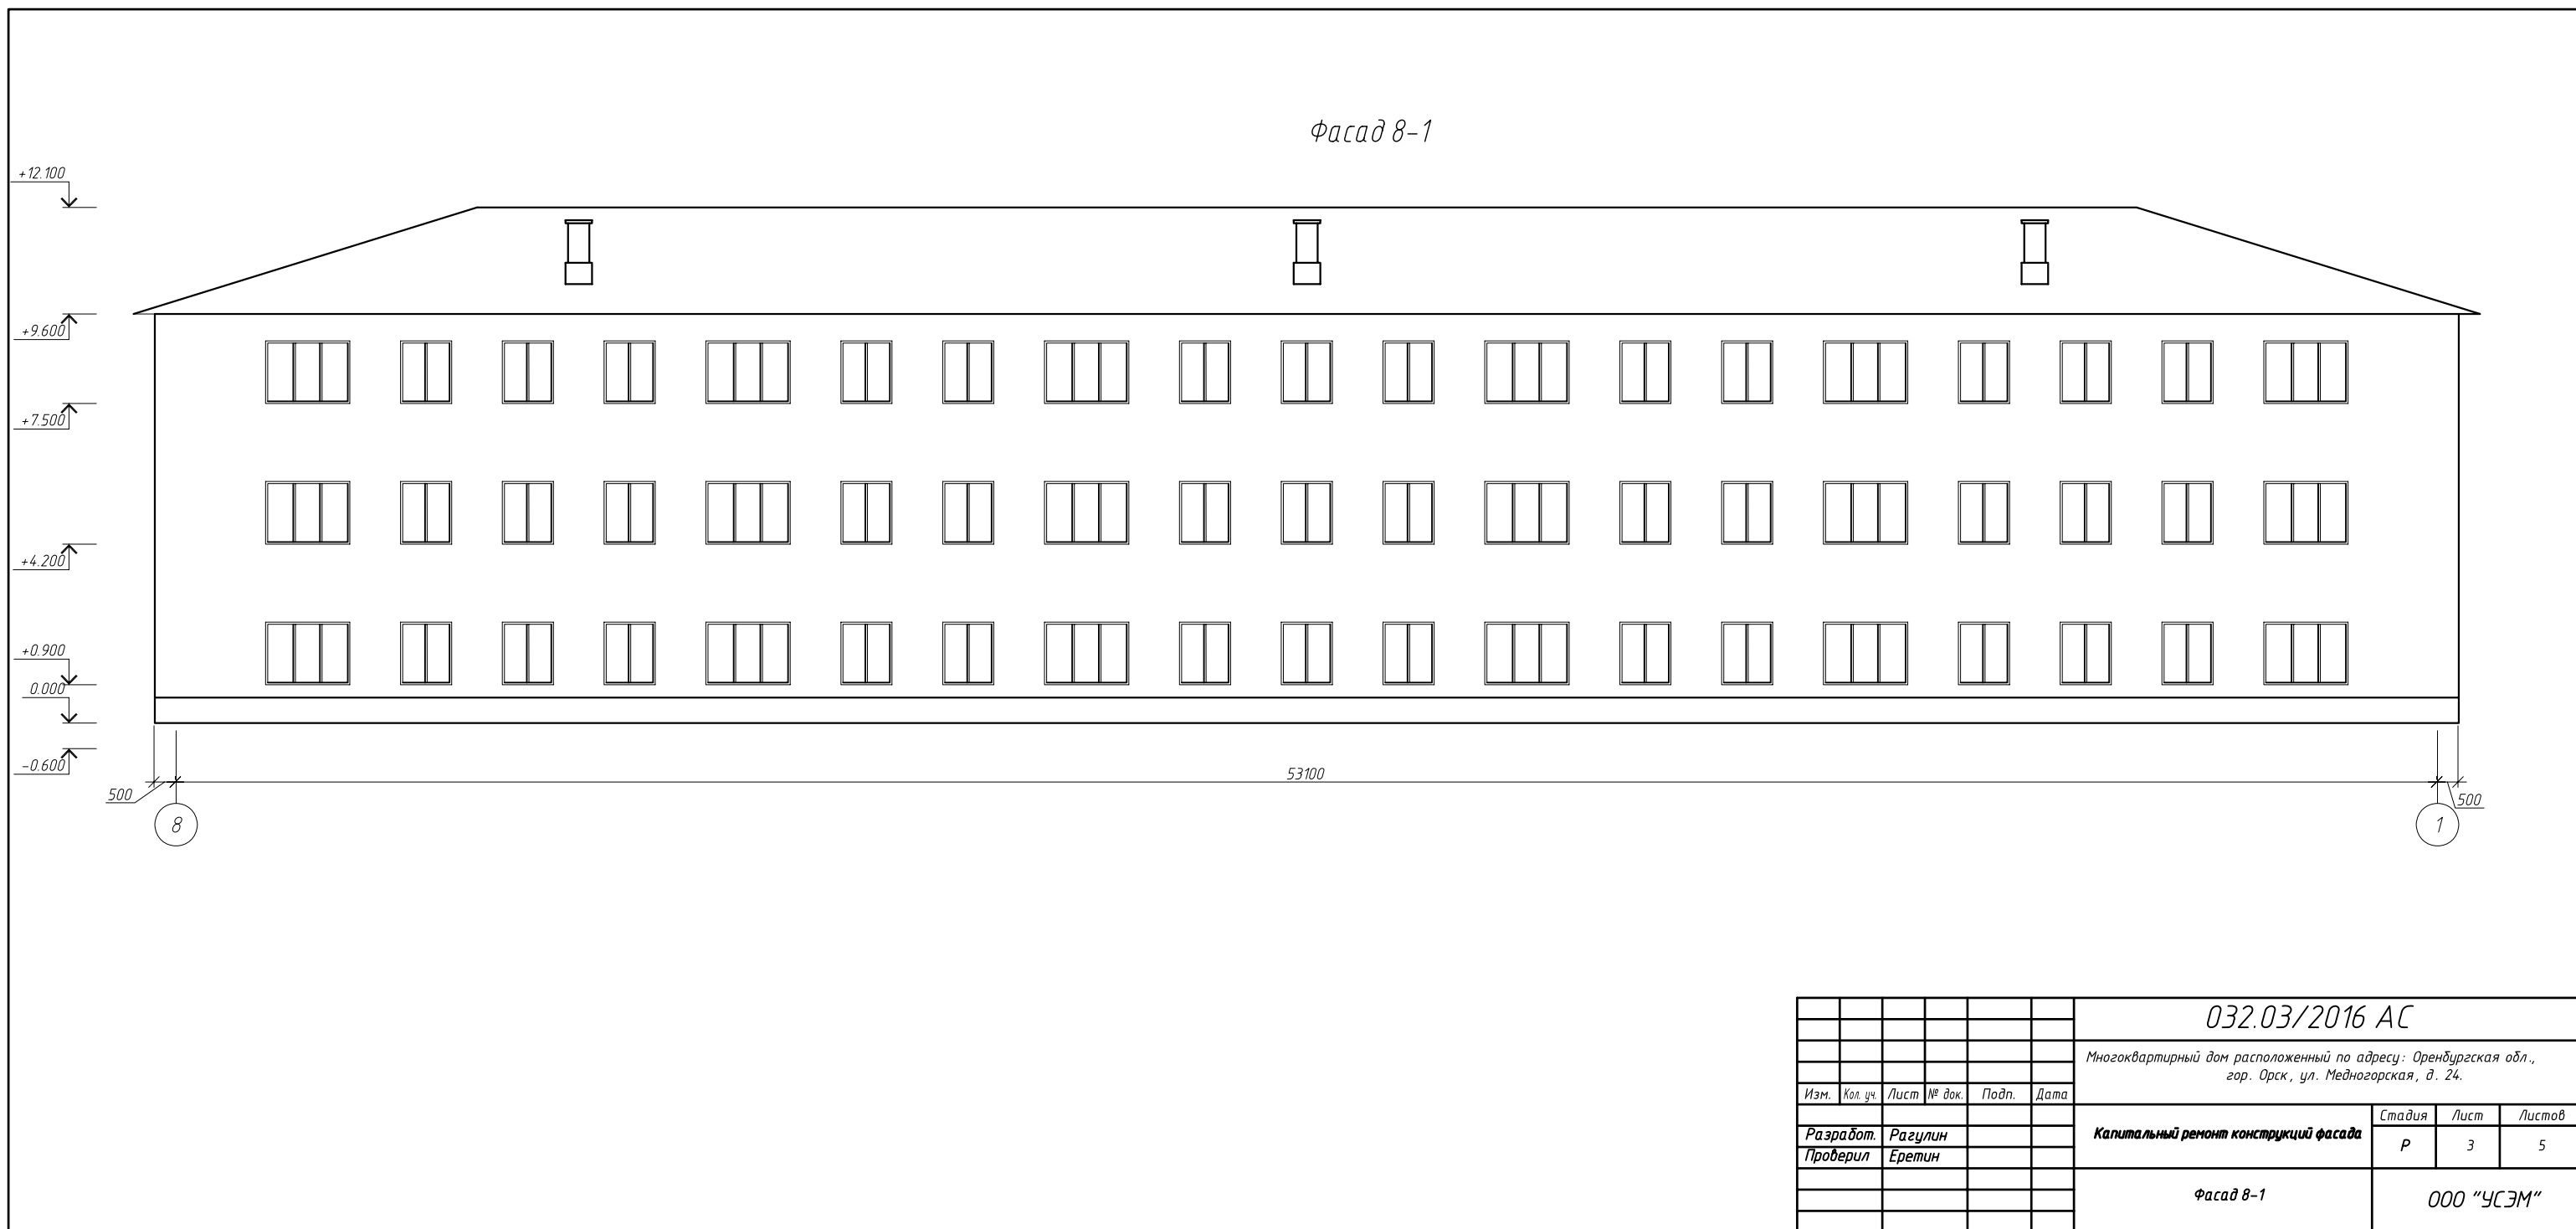 Фасад 8-1
+12.100
+9.600
+7.500
+4.200
+0.900
0.000
-0.600
500
53100
500
8
1
032.03/2016 АС
Многоквартирный дом расположенный по адресу: Оренбургская обл.,
гор. Орск, ул. Медногорская, д. 24.
Изм. Кол. уч. Лист № док. Подп. Дата
Разработ. Рагулин
Проверил Еретин
Капитальный ремонт конструкций фасада
Стадия Лист Листов
Р 3 5
Фасад 8-1
ООО "УСЭМ"